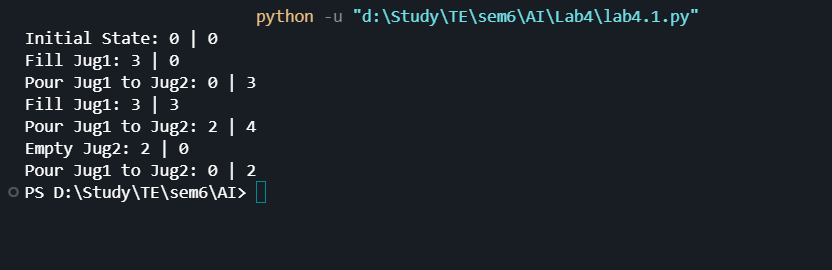 python -u "d:\Study\TE\sem6\AI\Lab4\lab4.1.py"
Initial State: 0 | 0
Fill Jug1: 3 | 0
Pour Jug1 to Jug2: 0 | 3
Fill Jug1: 3 | 3
Pour Jug1 to Jug2: 2 | 4
Empty Jug2: 2 | 0
Pour Jug1 to Jug2: 0 | 2
PS D:\Study\TE\sem6\AI>